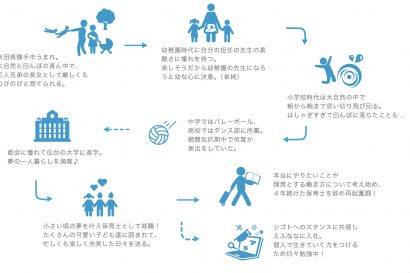 秋田県横手市うまれ。
大自然と田んぼの真ん中で、
三人兄弟の長女として厳しくも
のびのびと育てられる。
幼稚園時代に自分の担任の先生の素
敵さに憧れを持つ。
楽しそうだから幼稚園の先生になろ
うと幼な心に決意。（単純）
小学校時代は大自然の中で
朝から晩まで思い切り飛び回る。
はしゃぎすぎて田んぼに落ちたことも…
中学ではバレーボール、
高校ではダンス部に所属。
絶賛反抗期中で何度か
家出をしていた。
都会に憧れて仙台の大学に進学。
夢の一人暮らしを満喫♪
小さい頃の夢を叶え保育士として就職！
たくさんの可愛い子ども達に囲まれて、
忙しくも楽しく充実した日々を送る。
本当にやりたいことや
理想とする働き方について考え始め、
４年続けた保育士を辞め再起奮闘！
シゴトへのスタンスに共感し
えふななに入社。
個人で生きていく力をつける
ため日々勉強中！